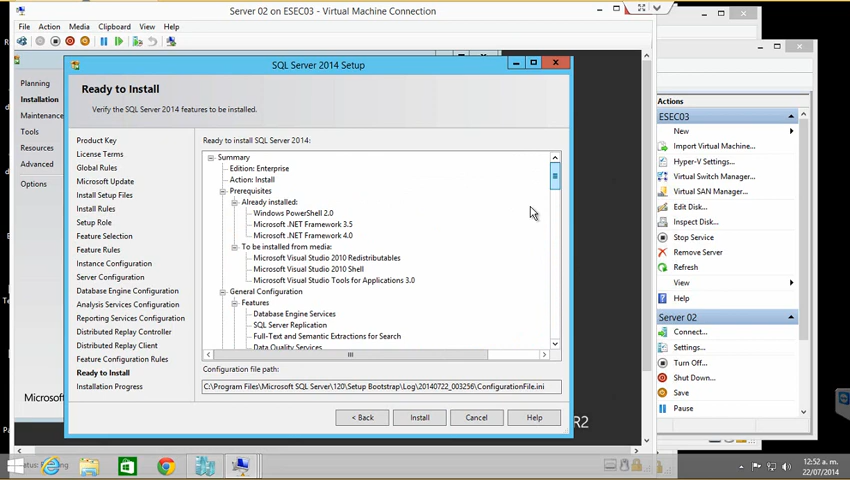 Server 02 on ESEC03 - Virtual Machine Connection
File Action Media Clipboard View Help
SQL Server 2014 Setup
Ready to Install
Verify the SQL Server 2014 features to be installed.
Planning
Installation
Maintenance
Tools
Resources
Advanced
Options
Product Key
License Terms
Global Rules
Microsoft Update
Install Setup Files
Install Rules
Setup Role
Feature Selection
Feature Rules
Instance Configuration
Server Configuration
Database Engine Configuration
Analysis Services Configuration
Reporting Services Configuration
Distributed Replay Controller
Distributed Replay Client
Feature Configuration Rules
Ready to Install
Installation Progress
Ready to install SQL Server 2014:
Summary
Edition: Enterprise
Action: Install
Prerequisites
Already installed:
Windows PowerShell 2.0
Microsoft .NET Framework 3.5
Microsoft .NET Framework 4.0
To be installed from media:
Microsoft Visual Studio 2010 Redistributables
Microsoft Visual Studio 2010 Shell
Microsoft Visual Studio Tools for Applications 3.0
General Configuration
Features
Database Engine Services
SQL Server Replication
Full-Text and Semantic Extractions for Search
Data Quality Services
Configuration file path:
C:\Program Files\Microsoft SQL Server\120\Setup Bootstrap\Log\20140722_003256\ConfigurationFile.ini
< Back Install Cancel Help
Microsoft
R2
Actions
ESEC03
New
Import Virtual Machine...
Hyper-V Settings...
Virtual Switch Manager...
Virtual SAN Manager...
Edit Disk...
Inspect Disk...
Stop Service
Remove Server
Refresh
View
Help
Server 02
Connect...
Settings...
Turn Off...
Shut Down...
Save
Pause
12:52 a. m.
22/07/2014